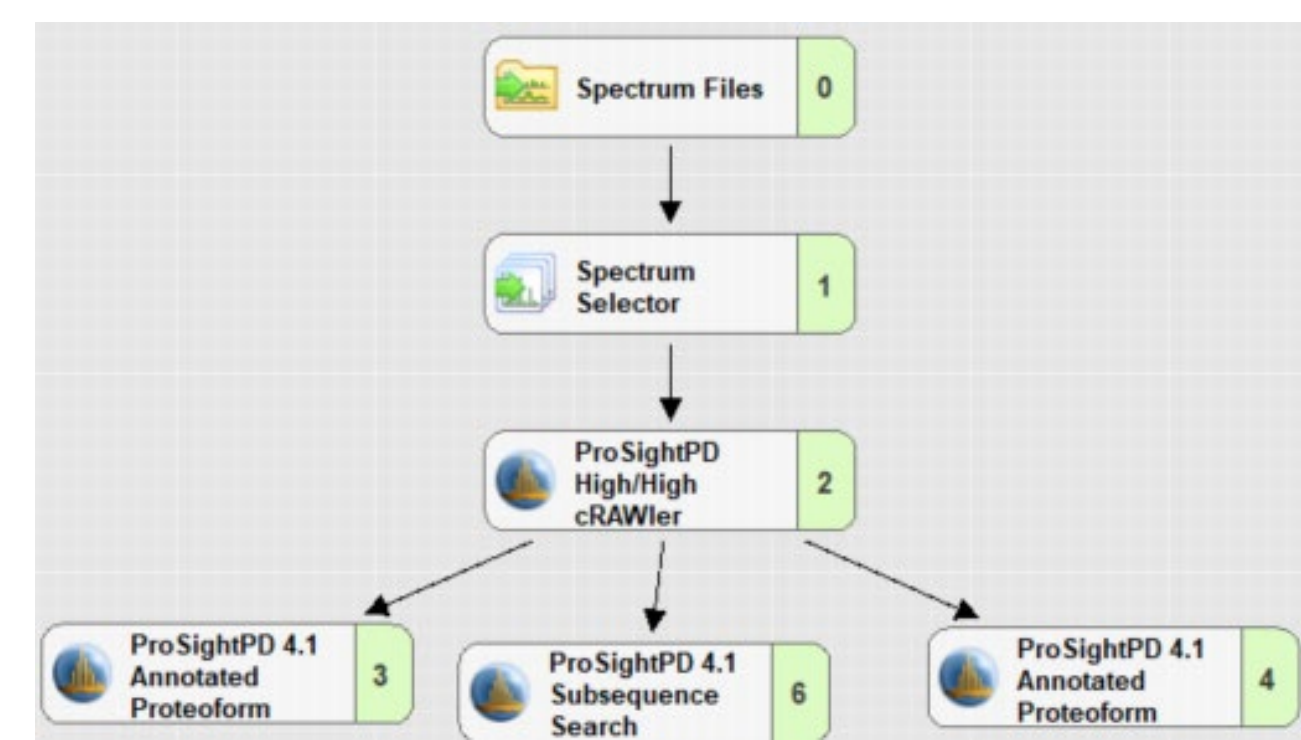 Spectrum Files
0
Spectrum
Selector
1
ProSightPD
High/High
cRAWler
2
ProSightPD 4.1
Annotated
Proteoform
3
ProSightPD 4.1
Subsequence
Search
6
ProSightPD 4.1
Annotated
Proteoform
4